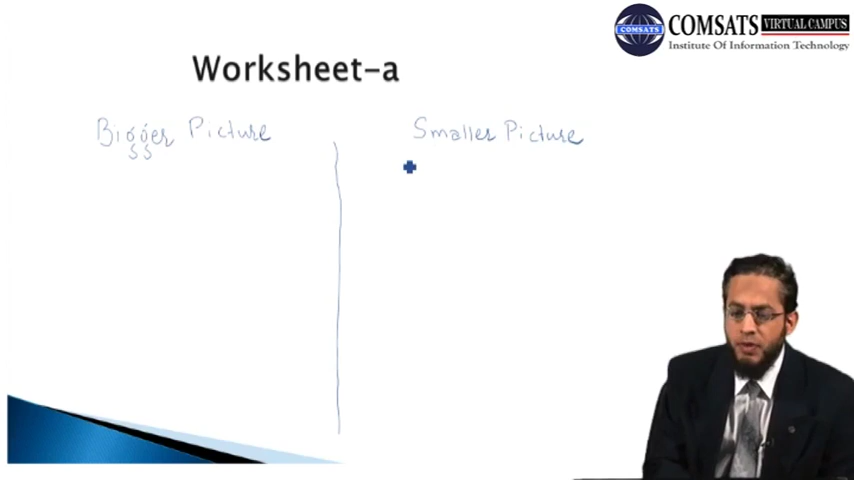 COMSATS VIRTUAL CAMPUS
Institute Of Information Technology
COMSATS
Worksheet-a
Bigger Picture
Smaller Picture